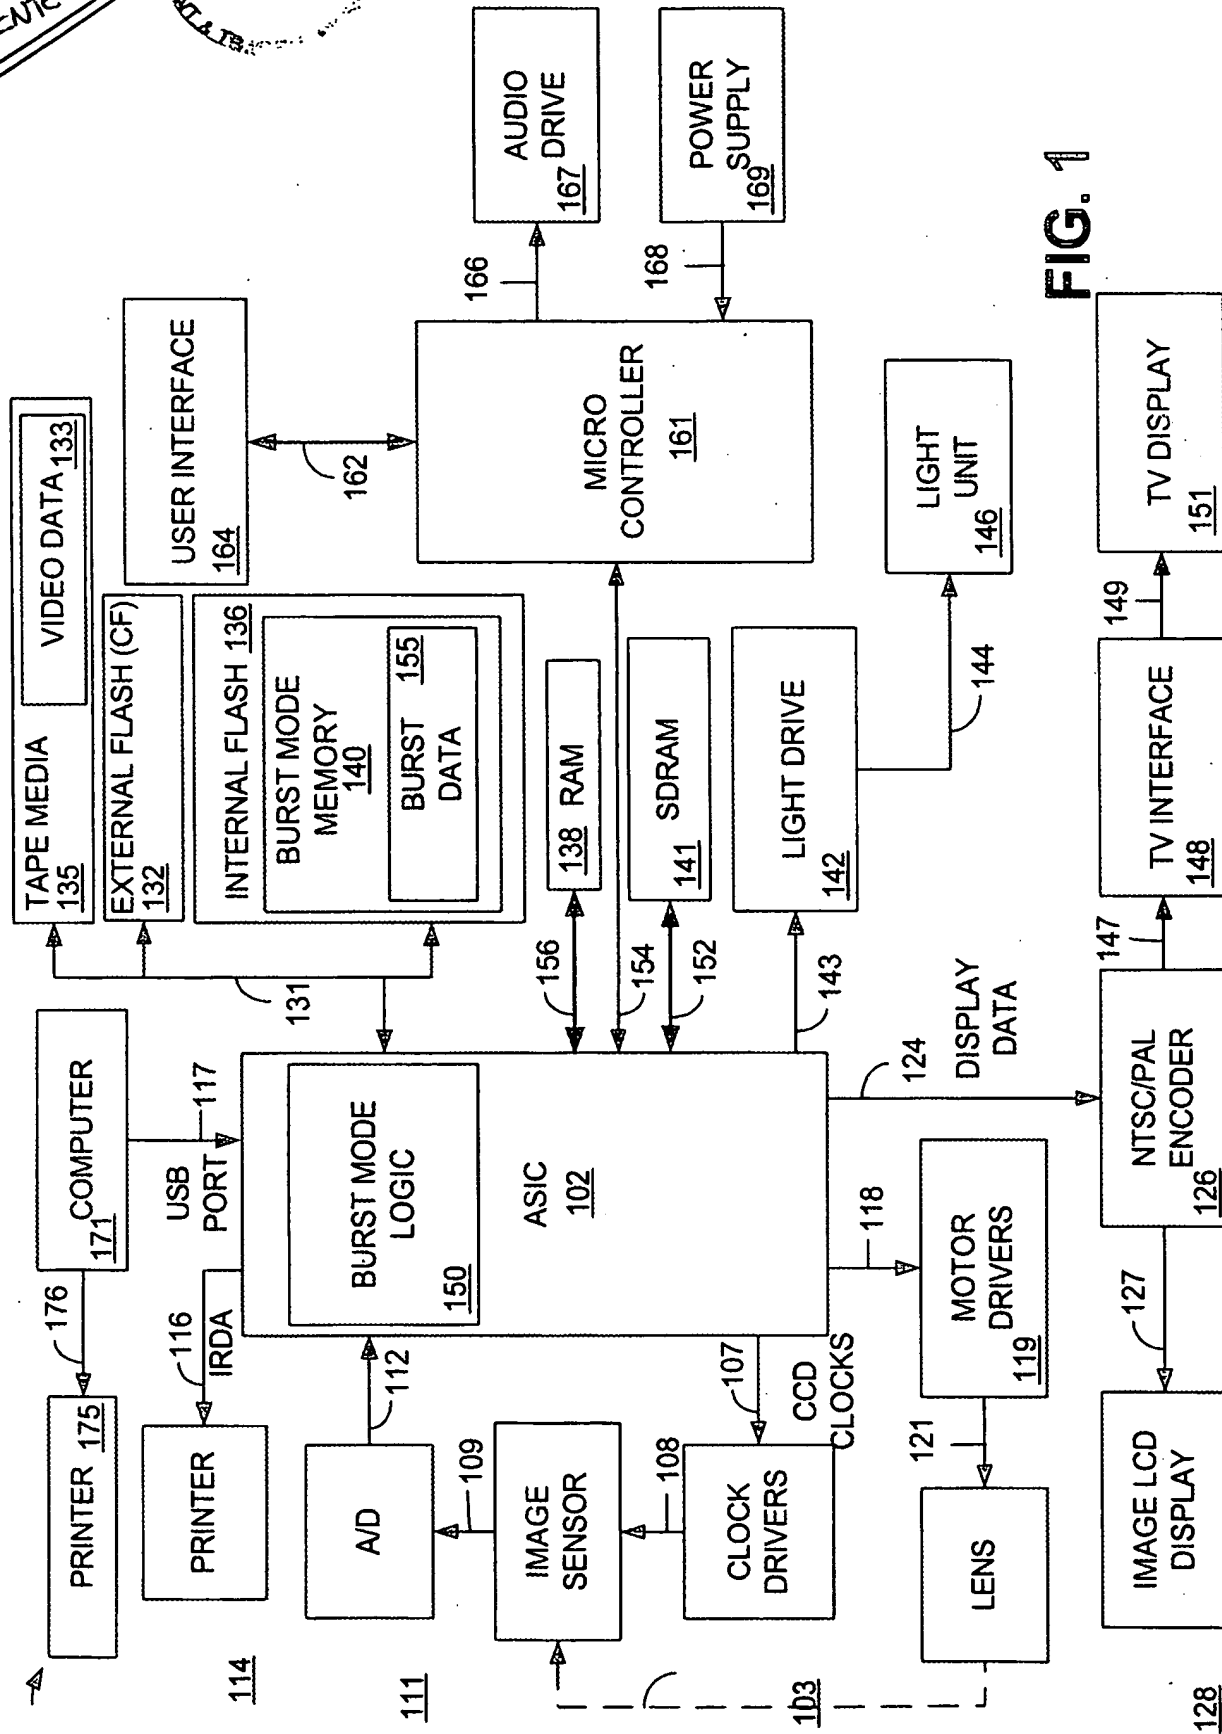 PRINTER 175
176
COMPUTER
171
TAPE MEDIA
135
VIDEO DATA 133
114
PRINTER
116
IRDA
USB
PORT
117
131
EXTERNAL FLASH (CF)
132
USER INTERFACE
164
162
INTERNAL FLASH 136
BURST MODE
MEMORY
140
BURST
DATA
155
111
A/D
112
BURST MODE
LOGIC
150
ASIC
102
109
IMAGE
SENSOR
108
CLOCK
DRIVERS
107
CCD
CLOCKS
103
156
138 RAM
154
152
SDRAM
141
MICRO
CONTROLLER
161
166
AUDIO
DRIVE
167
168
POWER
SUPPLY
169
143
LIGHT DRIVE
142
144
LIGHT
UNIT
146
LENS
121
MOTOR
DRIVERS
119
118
124
DISPLAY
DATA
128
IMAGE LCD
DISPLAY
127
NTSC/PAL
ENCODER
126
147
TV INTERFACE
148
149
TV DISPLAY
151
FIG. 1